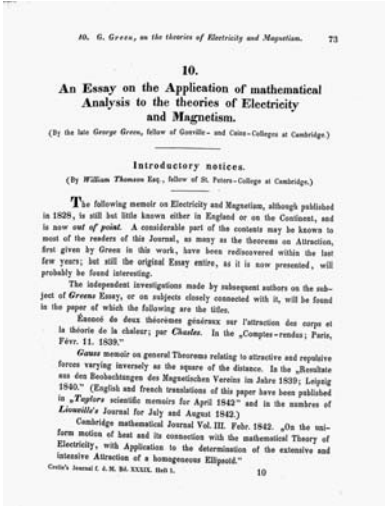 10. G. Green, on the theories of Electricity and Magnetism. 73
10.
An Essay on the Application of mathematical
Analysis to the theories of Electricity
and Magnetism.
(By the late George Green, fellow of Gonville- and Caius-Colleges at Cambridge.)
Introductory notices.
(By William Thomson Esq., fellow of St. Peters-College at Cambridge.)
The following memoir on Electricity and Magnetism, although published
in 1828, is still but little known either in England or on the Continent, and
is now out of point. A considerable part of the contents may be known to
most of the readers of this Journal, as many as the theorems on Attraction,
first given by Green in this work, have been rediscovered within the last
few years; but still the original Essay entire, as it is now presented, will
probably be found interesting.
The independent investigations made by subsequent authors on the sub-
ject of Greens Essay, or on subjects closely connected with it, will be found
in the paper of which the following are the titles.
Énoncé de deux théorèmes généraux sur l'attraction des corps et
la théorie de la chaleur; par Chasles. In the „Comptes-rendus; Paris,
Févr. 11. 1839."
Gauss memoir on general Theorems relating to attractive and repulsive
forces varying inversely as the square of the distance. In the „Resultate
aus den Beobachtungen des Magnetischen Vereins im Jahre 1839; Leipzig
1840." (English and french translations of this paper have been published
in „Taylors scientific memoirs for April 1842" and in the numbres of
Liouville's Journal for July and August 1842.)
Cambridge mathematical Journal Vol. III. Febr. 1842. „On the uni-
form motion of heat and its connection with the mathematical Theory of
Electricity, with Application to the determination of the extensive and
intensive Attraction of a homogeneous Ellipsoid."
Crelle's Journal f. d. M. Bd. XXXIX. Heft 1. 10